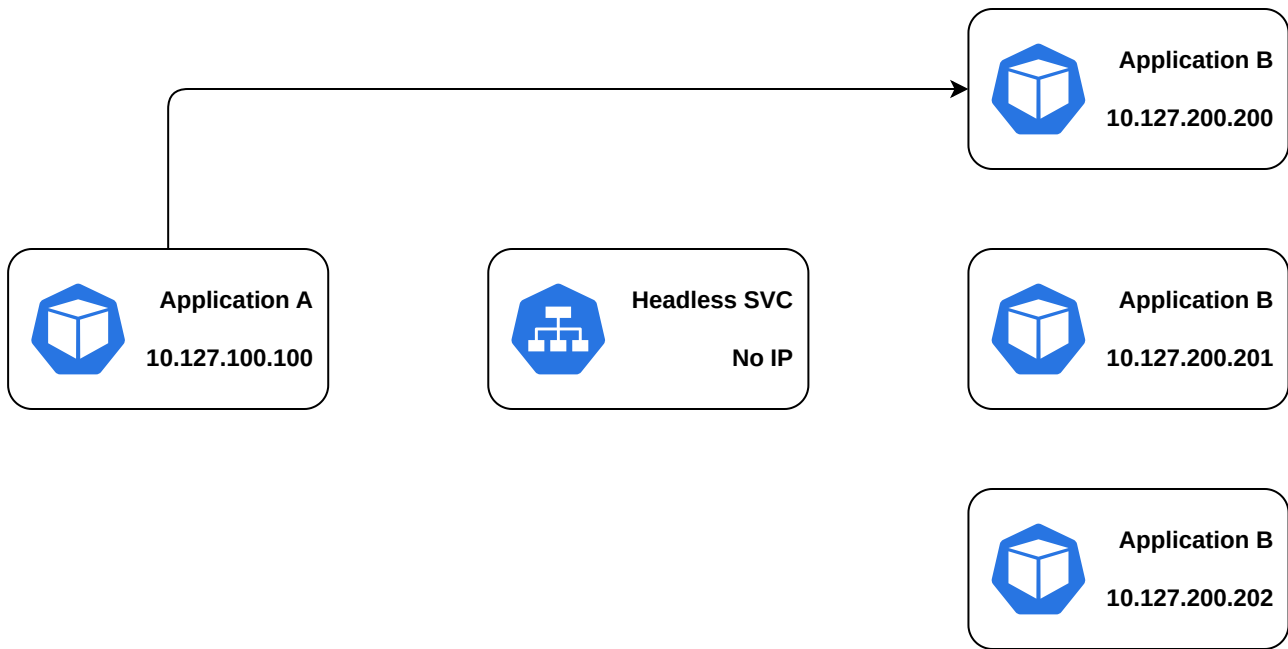 Application B
10.127.200.200
Application A
10.127.100.100
Headless SVC
No IP
Application B
10.127.200.201
Application B
10.127.200.202